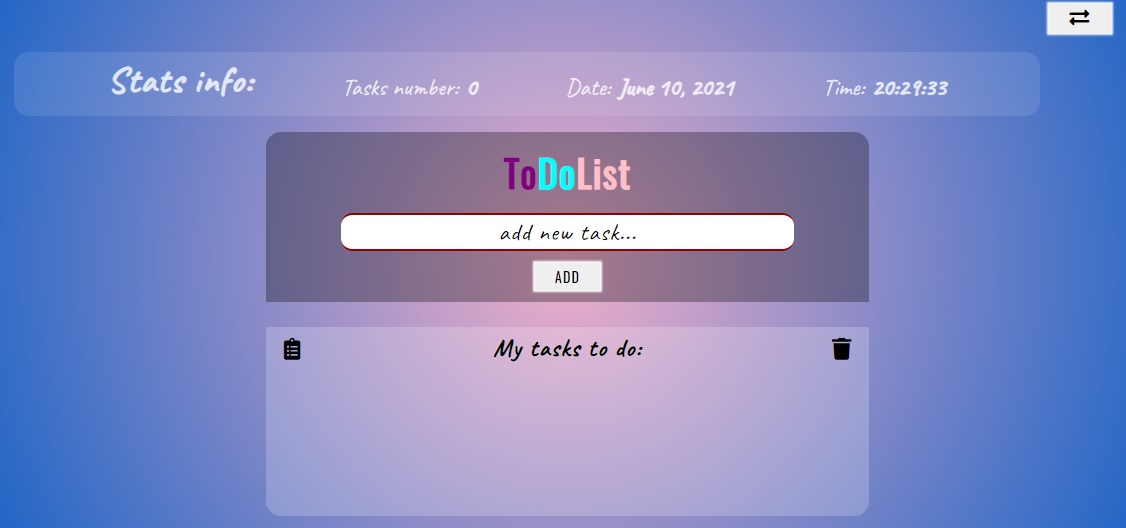 Stats info: Tasks number: 0 Date: June 10, 2021 Time: 20:29:33
ToDoList
add new task...
ADD
My tasks to do: